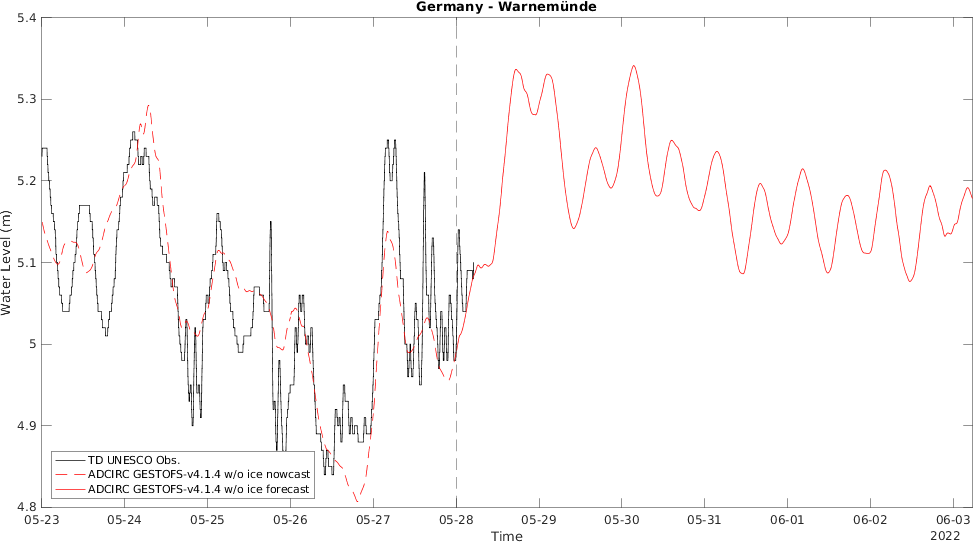 Germany - Warnemünde
5.4
5.3
5.2
5.1
5
4.9
4.8
Water Level (m)
TD UNESCO Obs.
ADCIRC GESTOFS-v4.1.4 w/o ice nowcast
ADCIRC GESTOFS-v4.1.4 w/o ice forecast
05-23 05-24 05-25 05-26 05-27 05-28 05-29 05-30 05-31 06-01 06-02 06-03
Time 2022